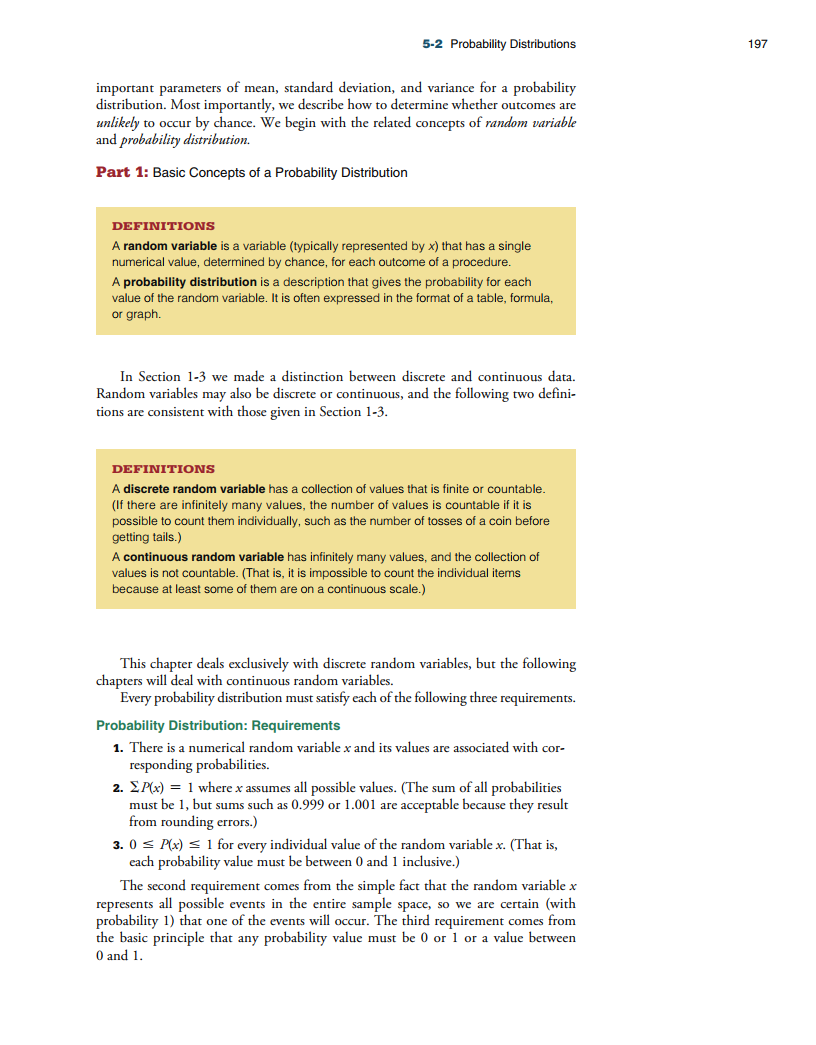 5-2 Probability Distributions 197
important parameters of mean, standard deviation, and variance for a probability
distribution. Most importantly, we describe how to determine whether outcomes are
unlikely to occur by chance. We begin with the related concepts of random variable
and probability distribution.
Part 1: Basic Concepts of a Probability Distribution
DEFINITIONS
A random variable is a variable (typically represented by x) that has a single
numerical value, determined by chance, for each outcome of a procedure.
A probability distribution is a description that gives the probability for each
value of the random variable. It is often expressed in the format of a table, formula,
or graph.
In Section 1-3 we made a distinction between discrete and continuous data.
Random variables may also be discrete or continuous, and the following two defini-
tions are consistent with those given in Section 1-3.
DEFINITIONS
A discrete random variable has a collection of values that is finite or countable.
(If there are infinitely many values, the number of values is countable if it is
possible to count them individually, such as the number of tosses of a coin before
getting tails.)
A continuous random variable has infinitely many values, and the collection of
values is not countable. (That is, it is impossible to count the individual items
because at least some of them are on a continuous scale.)
This chapter deals exclusively with discrete random variables, but the following
chapters will deal with continuous random variables.
Every probability distribution must satisfy each of the following three requirements.
Probability Distribution: Requirements
1. There is a numerical random variable x and its values are associated with cor-
responding probabilities.
2. ΣP(x) = 1 where x assumes all possible values. (The sum of all probabilities
must be 1, but sums such as 0.999 or 1.001 are acceptable because they result
from rounding errors.)
3. 0 ≤ P(x) ≤ 1 for every individual value of the random variable x. (That is,
each probability value must be between 0 and 1 inclusive.)
The second requirement comes from the simple fact that the random variable x
represents all possible events in the entire sample space, so we are certain (with
probability 1) that one of the events will occur. The third requirement comes from
the basic principle that any probability value must be 0 or 1 or a value between
0 and 1.